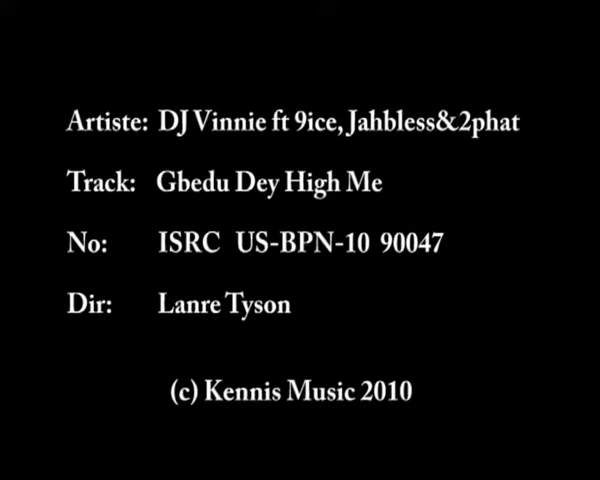 Artiste: DJ Vinnie ft 9ice, Jahbless&2phat
Track: Gbedu Dey High Me
No: ISRC US-BPN-10 90047
Dir: Lanre Tyson
(c) Kennis Music 2010